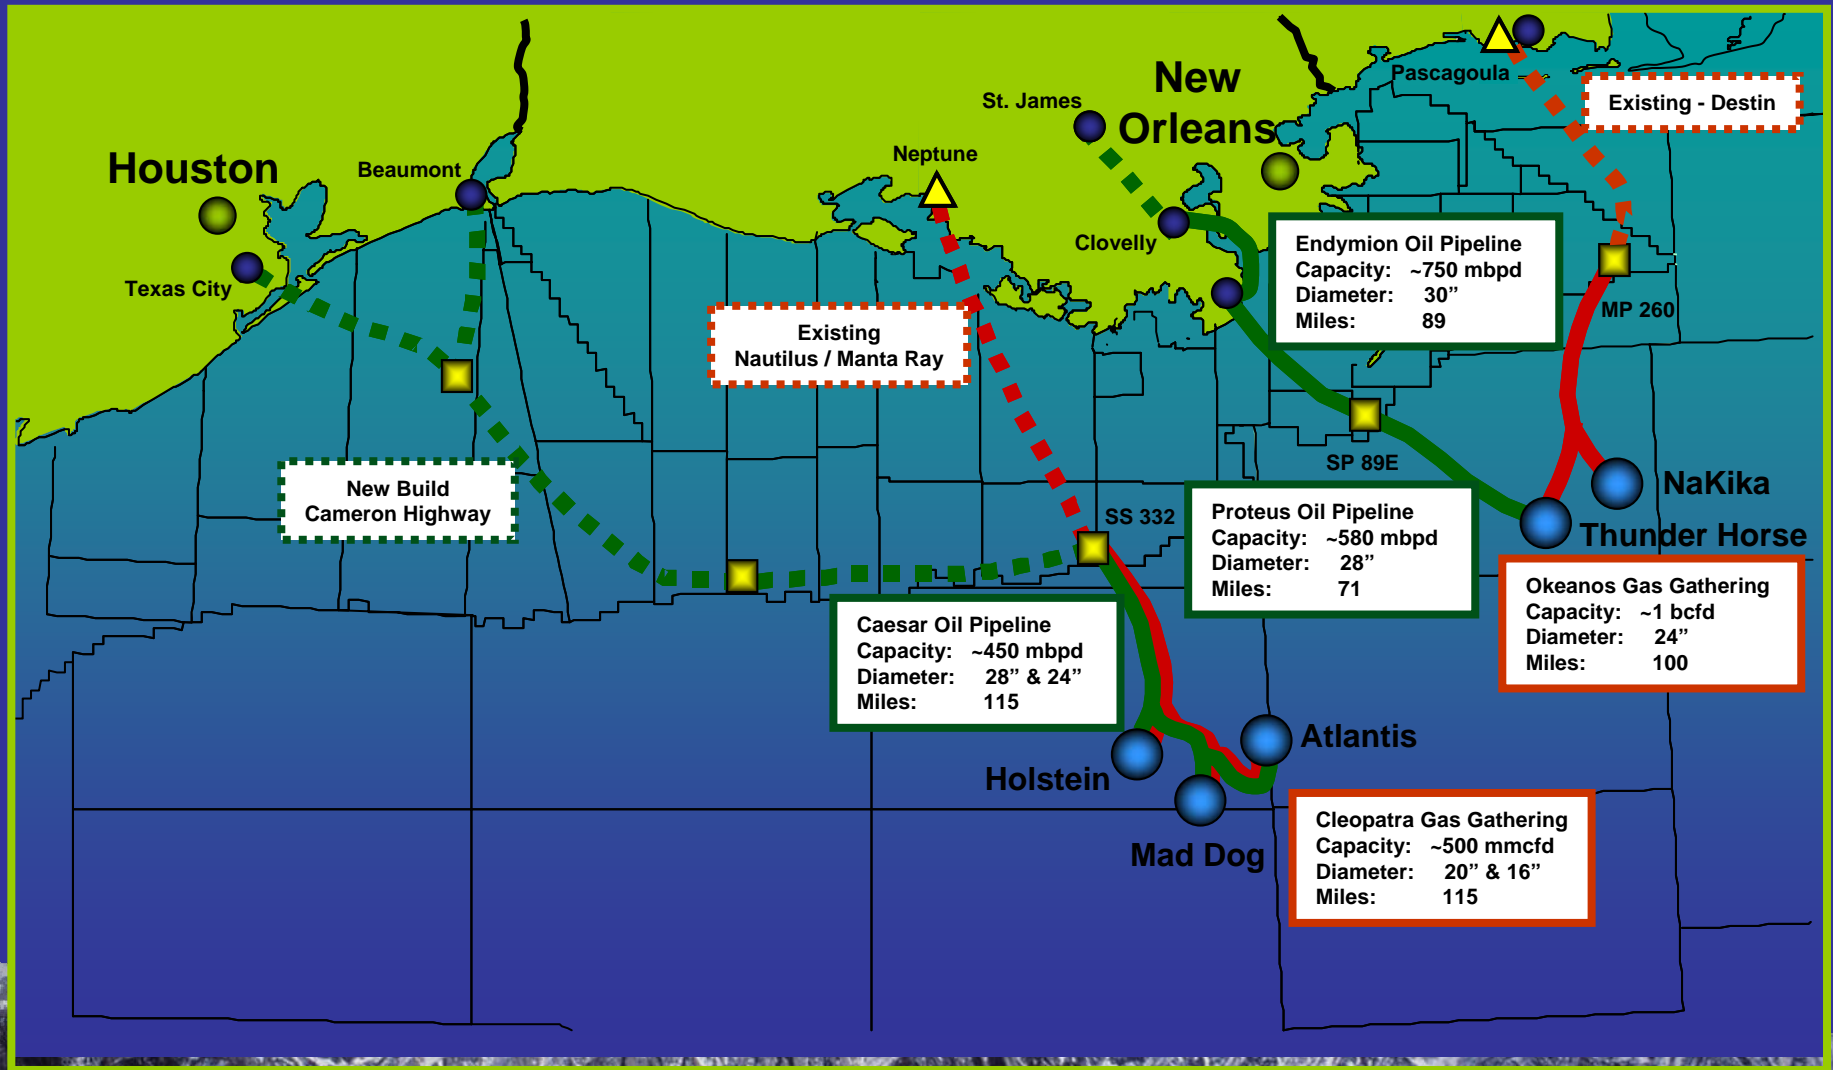 New
Orleans
Pascagoula
St. James
Existing - Destin
Houston
Beaumont
Neptune
Clovelly
Texas City
Endymion Oil Pipeline
Capacity: ~750 mbpd
Diameter: 30”
Miles: 89
MP 260
Existing
Nautilus / Manta Ray
SP 89E
NaKika
New Build
Cameron Highway
SS 332
Proteus Oil Pipeline
Capacity: ~580 mbpd
Diameter: 28”
Miles: 71
Thunder Horse
Okeanos Gas Gathering
Capacity: ~1 bcfd
Diameter: 24”
Miles: 100
Caesar Oil Pipeline
Capacity: ~450 mbpd
Diameter: 28” & 24”
Miles: 115
Atlantis
Holstein
Mad Dog
Cleopatra Gas Gathering
Capacity: ~500 mmcfd
Diameter: 20” & 16”
Miles: 115